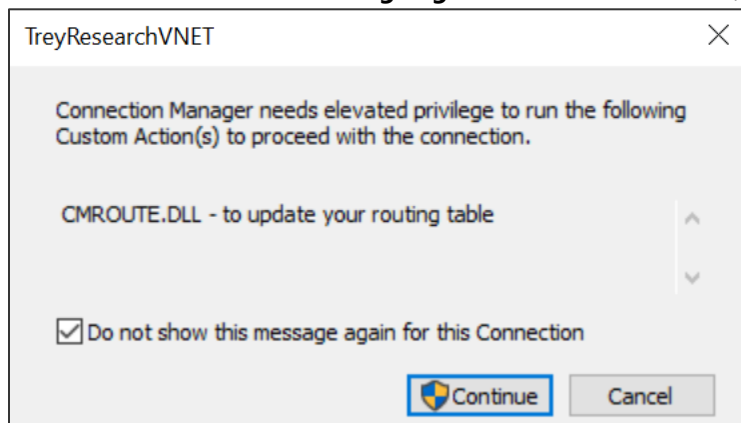 TreyResearchVNET
Connection Manager needs elevated privilege to run the following
Custom Action(s) to proceed with the connection.
CMROUTE.DLL - to update your routing table
Do not show this message again for this Connection
Continue Cancel